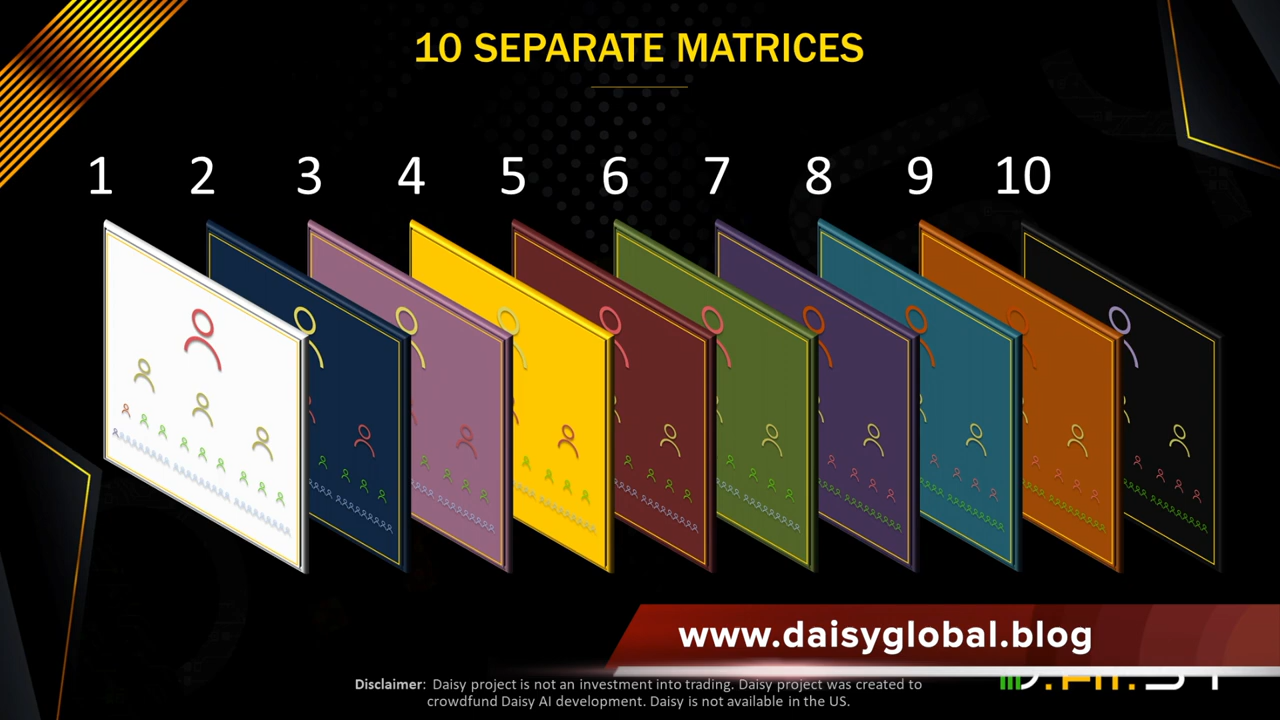 10 SEPARATE MATRICES
1 2 3 4 5 6 7 8 9 10
www.daisyglobal.blog
Disclaimer: Daisy project is not an investment into trading. Daisy project was created to
crowdfund Daisy AI development. Daisy is not available in the US.